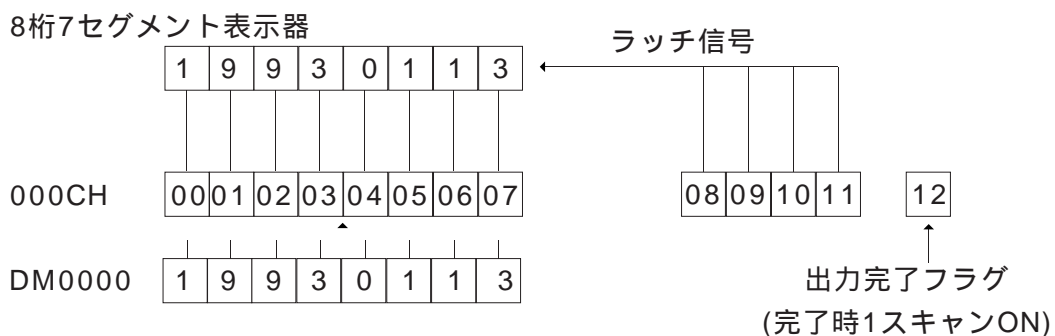 8桁7セグメント表示器
ラッチ信号
1 9 9 3 0 1 1 3
000CH 00 01 02 03 04 05 06 07 08 09 10 11 12
DM0000 1 9 9 3 0 1 1 3
出力完了フラグ
(完了時1スキャンON)